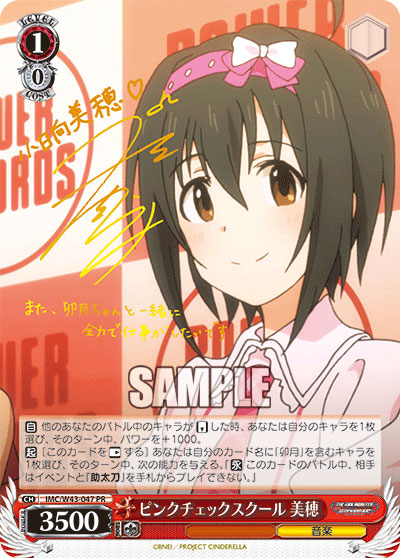 LEVEL
1
0
COST
POWER
RECORDS
小日向美穂♡
また、卯月ちゃんと一緒に
全力で仕事がしたいです
SAMPLE
自 他のあなたのバトル中のキャラが【▼】した時、あなたは自分のキャラを1枚
選び、そのターン中、パワーを+1000。
起 [このカードを【▶】する] あなたは自分のカード名に「卯月」を含むキャラを
1枚選び、そのターン中、次の能力を与える。『永 このカードのバトル中、相手
はイベントと「助太刀」を手札からプレイできない。』
CR IMC/W43-047 PR
3500
ピンクチェックスクール 美穂
音楽
©NEI／PROJECT CINDERELLA